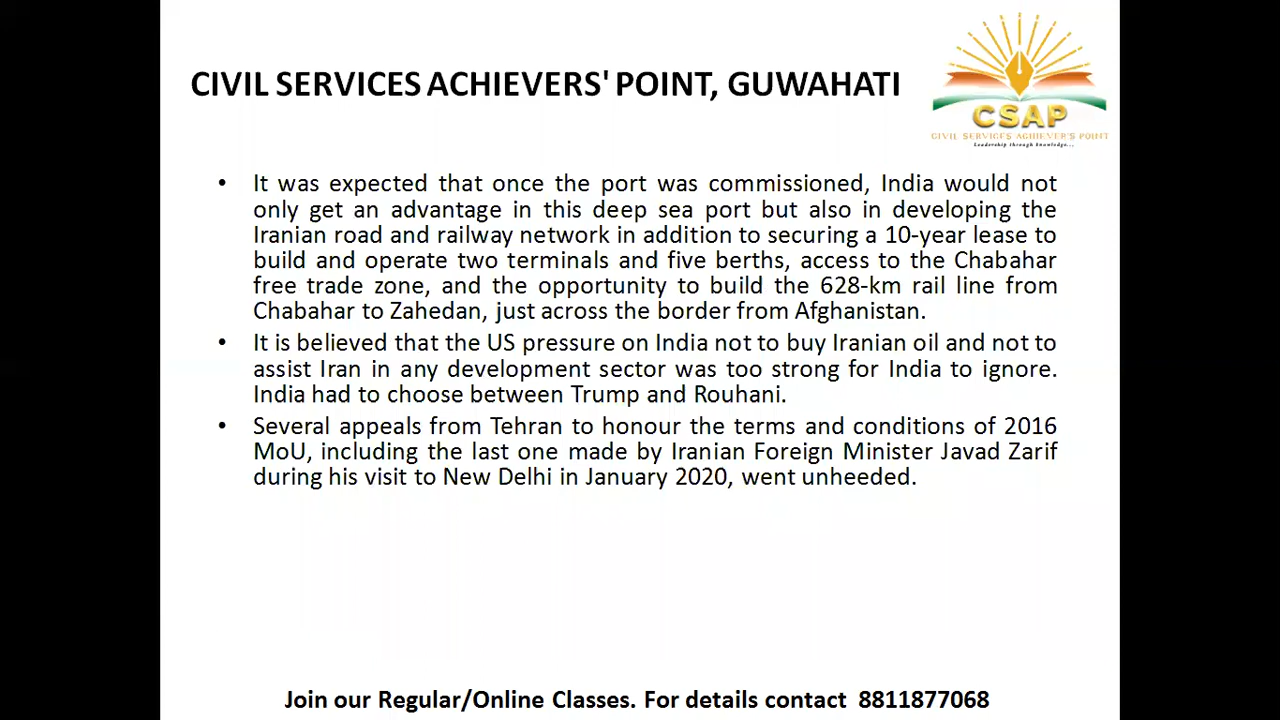 CIVIL SERVICES ACHIEVERS' POINT, GUWAHATI
CSAP
CIVIL SERVICES ACHIEVER'S POINT
Leadership through knowledge...
• It was expected that once the port was commissioned, India would not
only get an advantage in this deep sea port but also in developing the
Iranian road and railway network in addition to securing a 10-year lease to
build and operate two terminals and five berths, access to the Chabahar
free trade zone, and the opportunity to build the 628-km rail line from
Chabahar to Zahedan, just across the border from Afghanistan.
• It is believed that the US pressure on India not to buy Iranian oil and not to
assist Iran in any development sector was too strong for India to ignore.
India had to choose between Trump and Rouhani.
• Several appeals from Tehran to honour the terms and conditions of 2016
MoU, including the last one made by Iranian Foreign Minister Javad Zarif
during his visit to New Delhi in January 2020, went unheeded.
Join our Regular/Online Classes. For details contact 8811877068